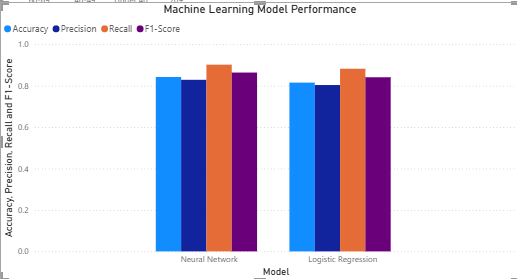 Machine Learning Model Performance
Accuracy Precision Recall F1-Score
Accuracy, Precision, Recall and F1-Score
1.0
0.8
0.6
0.4
0.2
0.0
Neural Network Logistic Regression
Model